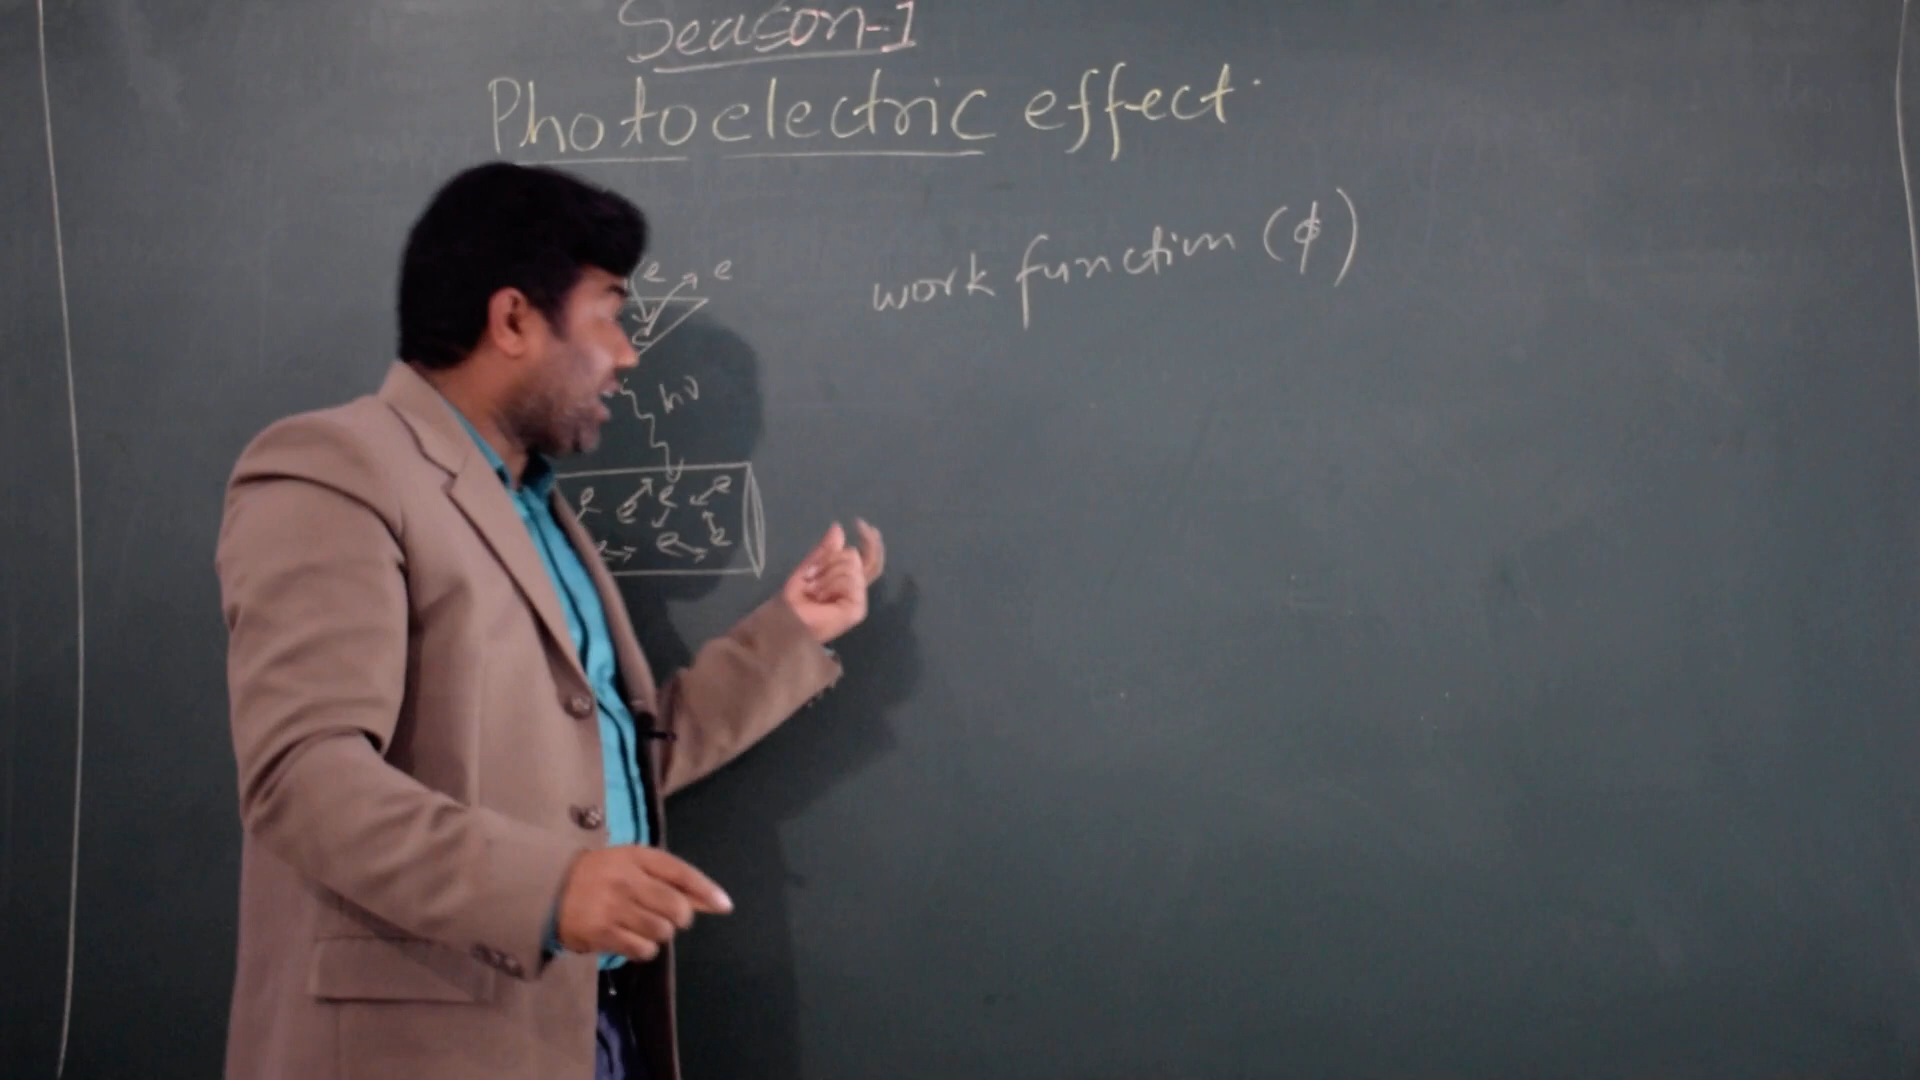 Season-1
Photoelectric effect.
work function (ϕ)
e e
e
hν
e e e e
e e e